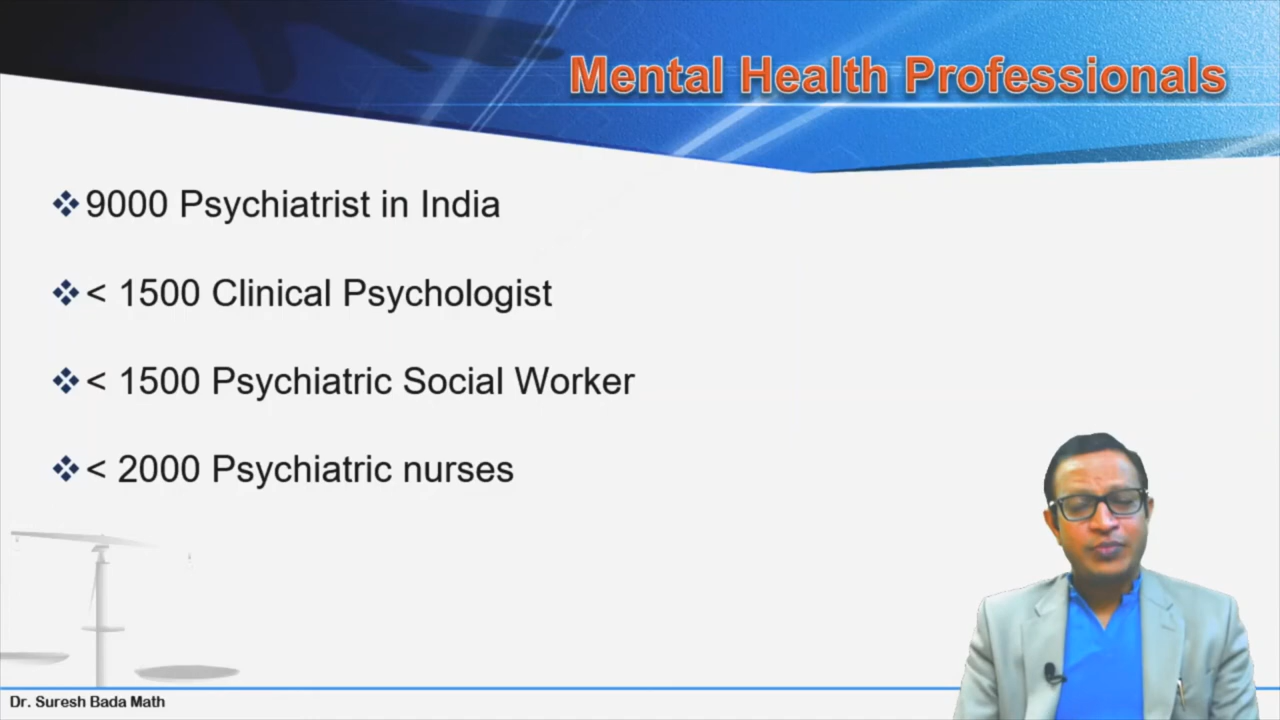 Mental Health Professionals
9000 Psychiatrist in India
< 1500 Clinical Psychologist
< 1500 Psychiatric Social Worker
< 2000 Psychiatric nurses
Dr. Suresh Bada Math